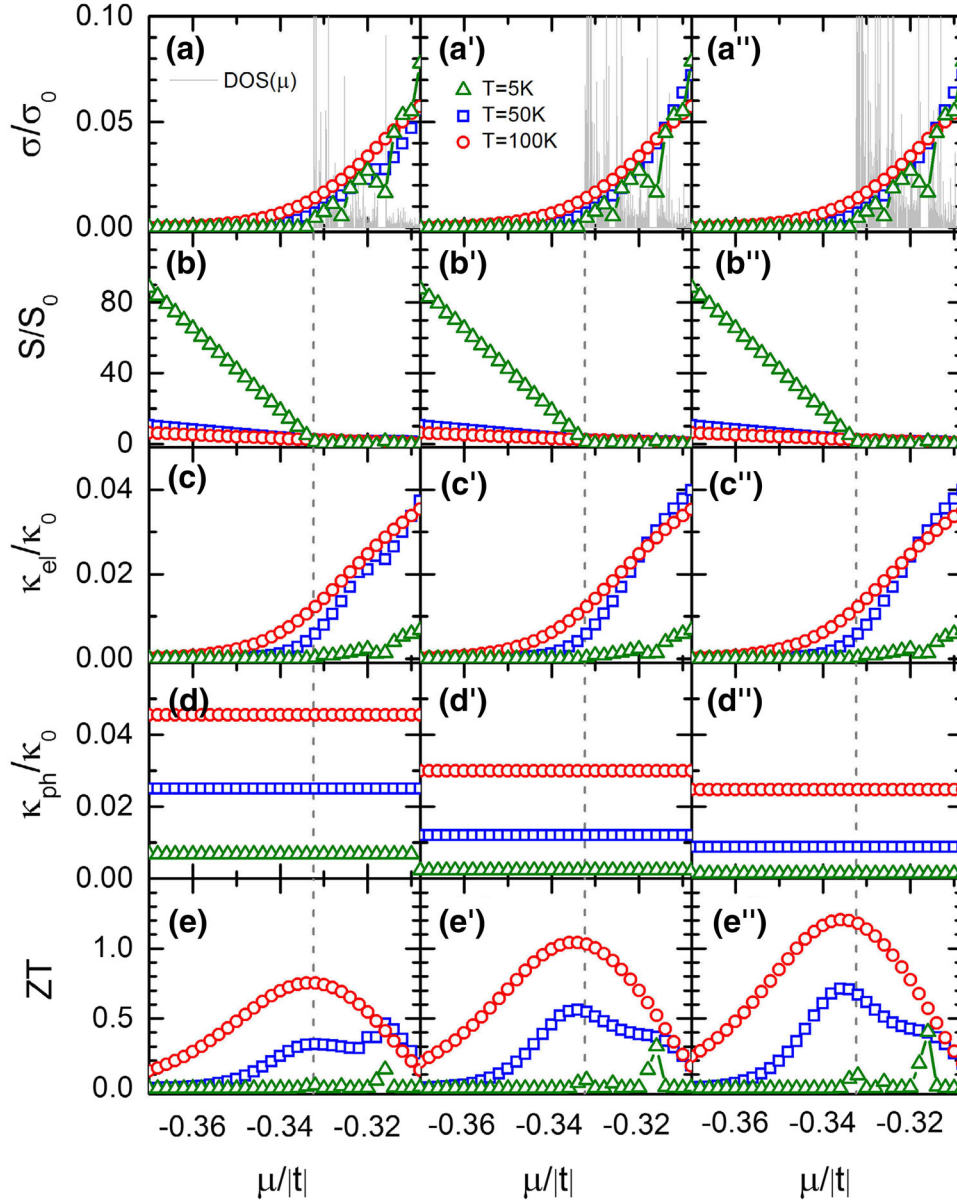 0.10
(a)
(a')
(a'')
DOS(μ)
T=5K
T=50K
T=100K
σ/σ0
0.05
0.00
(b)
(b')
(b'')
S/S0
80
40
0
(c)
(c')
(c'')
κel/κ0
0.04
0.02
0.00
(d)
(d')
(d'')
κph/κ0
0.04
0.02
0.00
(e)
(e')
(e'')
ZT
1.0
0.5
0.0
-0.36 -0.34 -0.32 -0.36 -0.34 -0.32 -0.36 -0.34 -0.32
μ/|t| μ/|t| μ/|t|